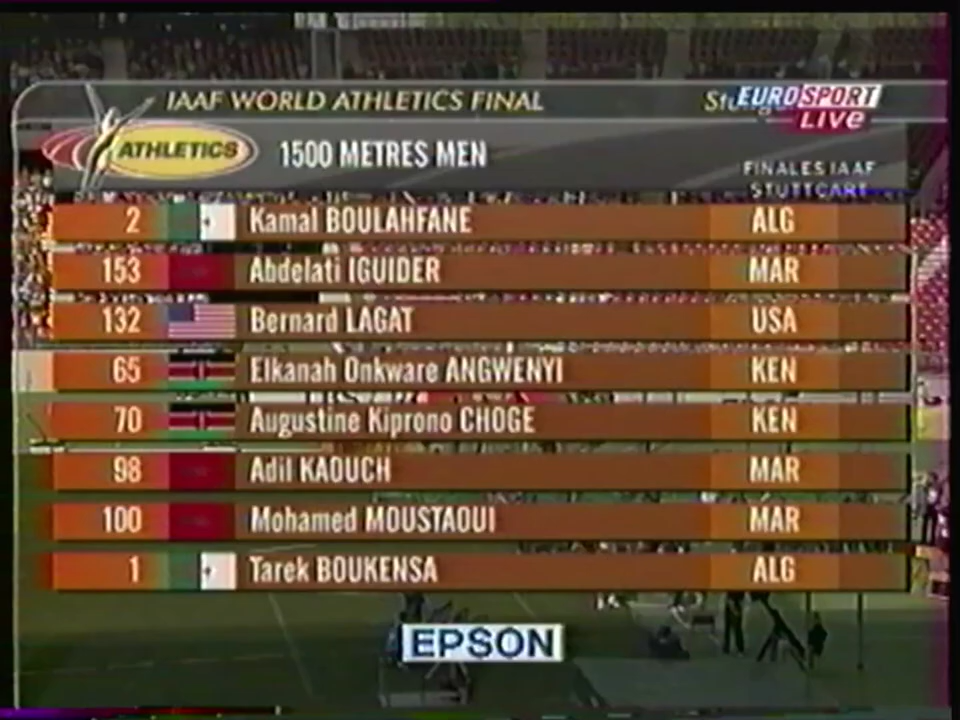 IAAF WORLD ATHLETICS FINAL
EUROSPORT
LIVE
ATHLETICS
1500 METRES MEN
FINALES IAAF
STUTTGART
2 Kamal BOULAHFANE ALG
153 Abdelati IGUIDER MAR
132 Bernard LAGAT USA
65 Elkanah Onkware ANGWENYI KEN
70 Augustine Kiprono CHOGE KEN
98 Adil KAOUCH MAR
100 Mohamed MOUSTAOUI MAR
1 Tarek BOUKENSA ALG
EPSON